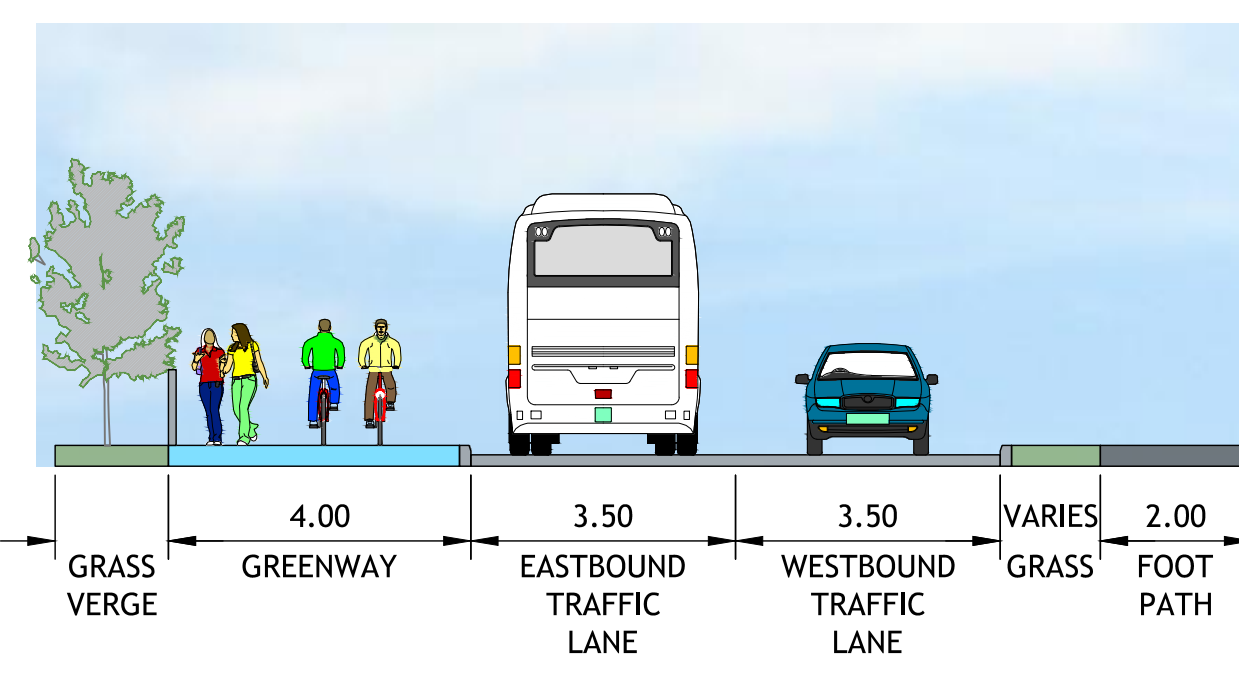 4.00
3.50
3.50
VARIES
2.00
GRASS
VERGE
GREENWAY
EASTBOUND
TRAFFIC
LANE
WESTBOUND
TRAFFIC
LANE
GRASS
FOOT
PATH